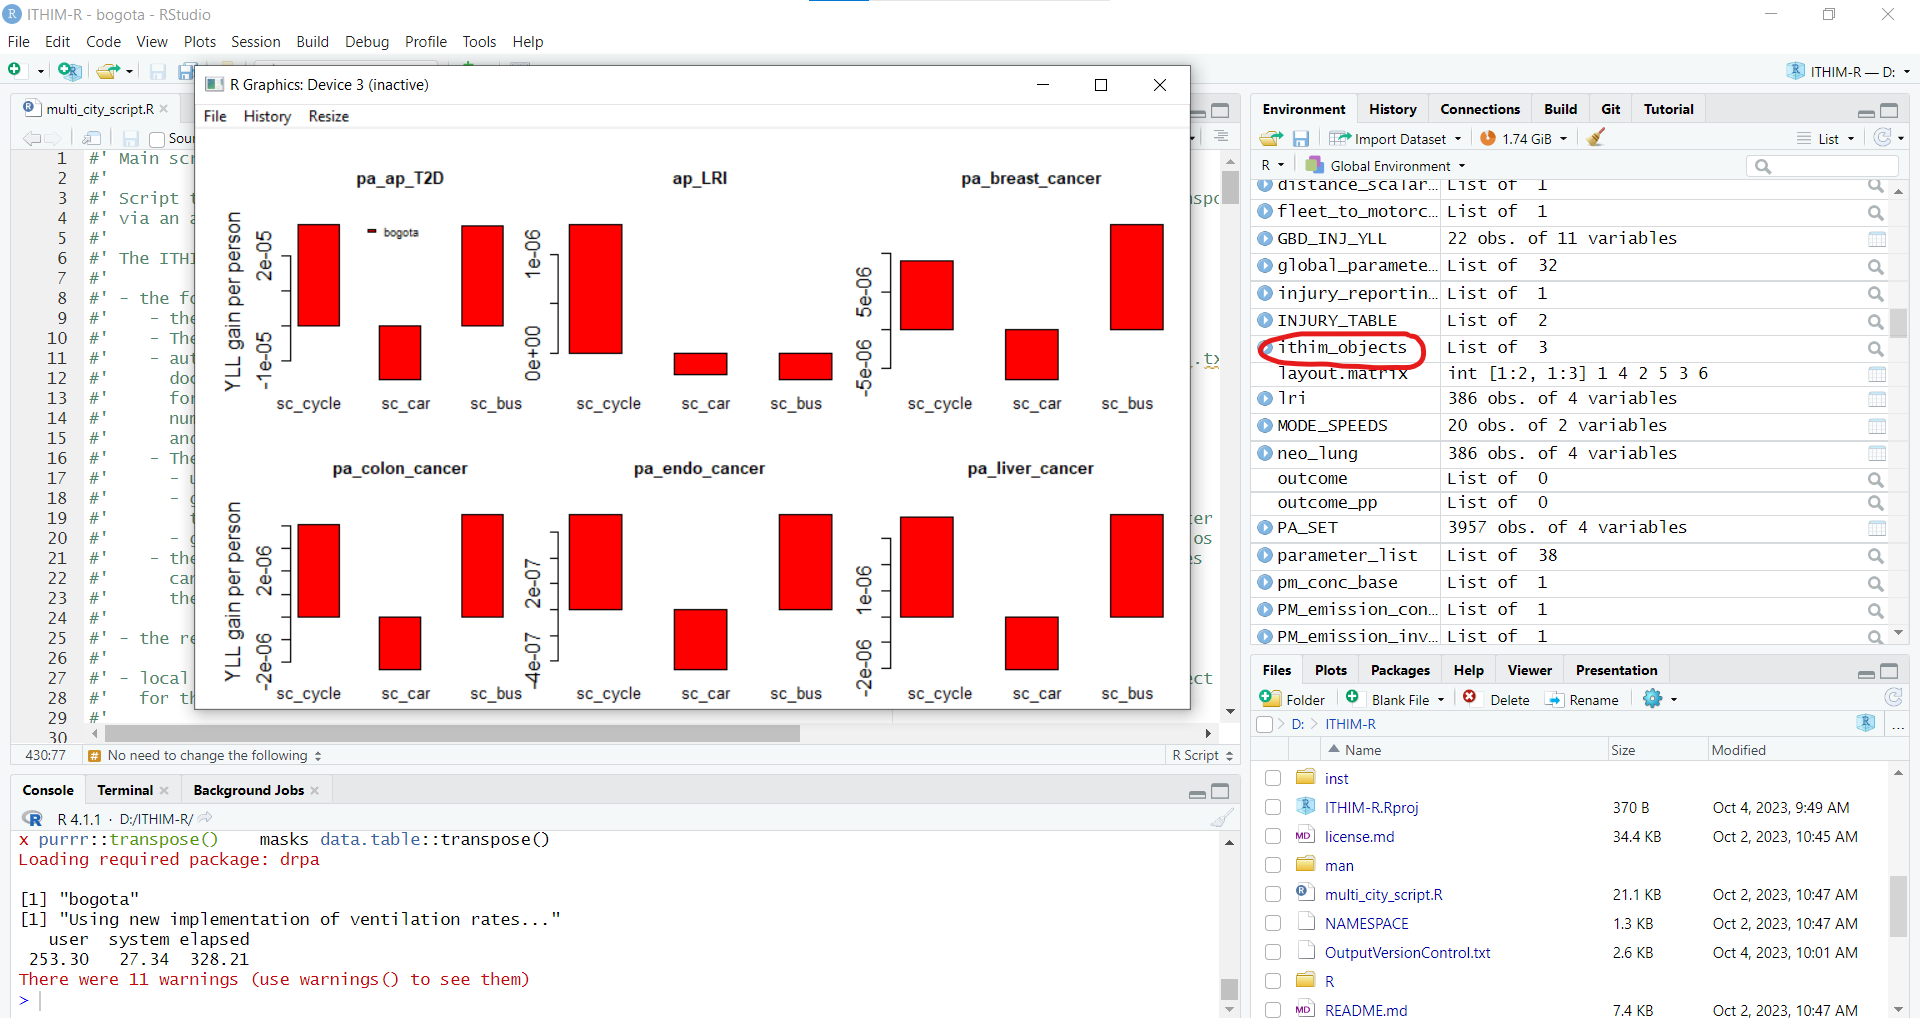 ITHIM-R - bogota - RStudio
File Edit Code View Plots Session Build Debug Profile Tools Help
ITHIM-R — D:
multi_city_script.R
Sour
1 #' Main scr
2 #'
3 #' Script t
4 #' via an a
5 #'
6 #' The ITHI
7 #'
8 #' - the fo
9 #' - the
10 #' - The
11 #' - aut
12 #' doc
13 #' for
14 #' num
15 #' and
16 #' - The
17 #' - u
18 #' - g
19 #' t
20 #' - g
21 #' - the
22 #' car
23 #' the
24 #'
25 #' - the re
26 #'
27 #' - local
28 #' for th
29 #'
30
nspo
.tx
ter
os
es
ect
430:77 # No need to change the following R Script
R Graphics: Device 3 (inactive)
File History Resize
pa_ap_T2D ap_LRI pa_breast_cancer
bogota
YLL gain per person
-1e-05 2e-05
0e+00 1e-06
-5e-06 5e-06
sc_cycle sc_car sc_bus sc_cycle sc_car sc_bus sc_cycle sc_car sc_bus
pa_colon_cancer pa_endo_cancer pa_liver_cancer
YLL gain per person
-2e-06 2e-06
-4e-07 2e-07
-2e-06 1e-06
sc_cycle sc_car sc_bus sc_cycle sc_car sc_bus sc_cycle sc_car sc_bus
Console Terminal Background Jobs
R 4.1.1 · D:/ITHIM-R/
x purrr::transpose() masks data.table::transpose()
Loading required package: drpa
[1] "bogota"
[1] "Using new implementation of ventilation rates..."
user system elapsed
253.30 27.34 328.21
There were 11 warnings (use warnings() to see them)
>
Environment History Connections Build Git Tutorial
Import Dataset 1.74 GiB List
R Global Environment
distance_scalar… List of 1
fleet_to_motorc… List of 1
GBD_INJ_YLL 22 obs. of 11 variables
global_paramete… List of 32
injury_reportin… List of 1
INJURY_TABLE List of 2
ithim_objects List of 3
layout.matrix int [1:2, 1:3] 1 4 2 5 3 6
lri 386 obs. of 4 variables
MODE_SPEEDS 20 obs. of 2 variables
neo_lung 386 obs. of 4 variables
outcome List of 0
outcome_pp List of 0
PA_SET 3957 obs. of 4 variables
parameter_list List of 38
pm_conc_base List of 1
PM_emission_con… List of 1
PM_emission_inv… List of 1
Files Plots Packages Help Viewer Presentation
Folder Blank File Delete Rename
D: ITHIM-R ...
Name Size Modified
inst
ITHIM-R.Rproj 370 B Oct 4, 2023, 9:49 AM
license.md 34.4 KB Oct 2, 2023, 10:45 AM
man
multi_city_script.R 21.1 KB Oct 2, 2023, 10:47 AM
NAMESPACE 1.3 KB Oct 2, 2023, 10:47 AM
OutputVersionControl.txt 2.6 KB Oct 4, 2023, 10:01 AM
R
README.md 7.4 KB Oct 2, 2023, 10:47 AM